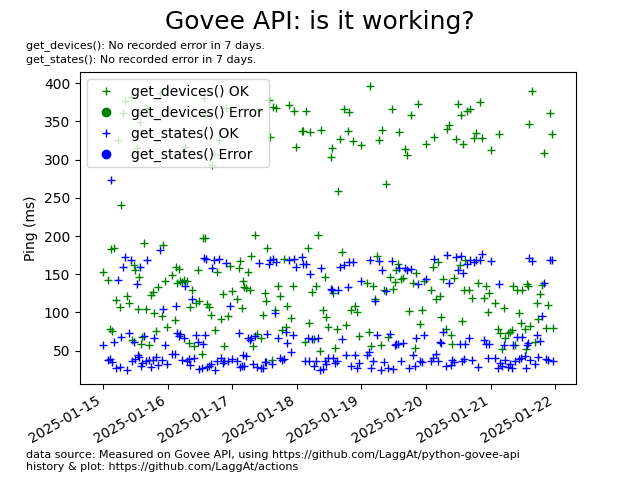 Govee API: is it working?
get_devices(): No recorded error in 7 days.
get_states(): No recorded error in 7 days.
get_devices() OK
get_devices() Error
get_states() OK
get_states() Error
Ping (ms)
400
350
300
250
200
150
100
50
2025-01-15
2025-01-16
2025-01-17
2025-01-18
2025-01-19
2025-01-20
2025-01-21
2025-01-22
data source: Measured on Govee API, using https://github.com/LaggAt/python-govee-api
history & plot: https://github.com/LaggAt/actions